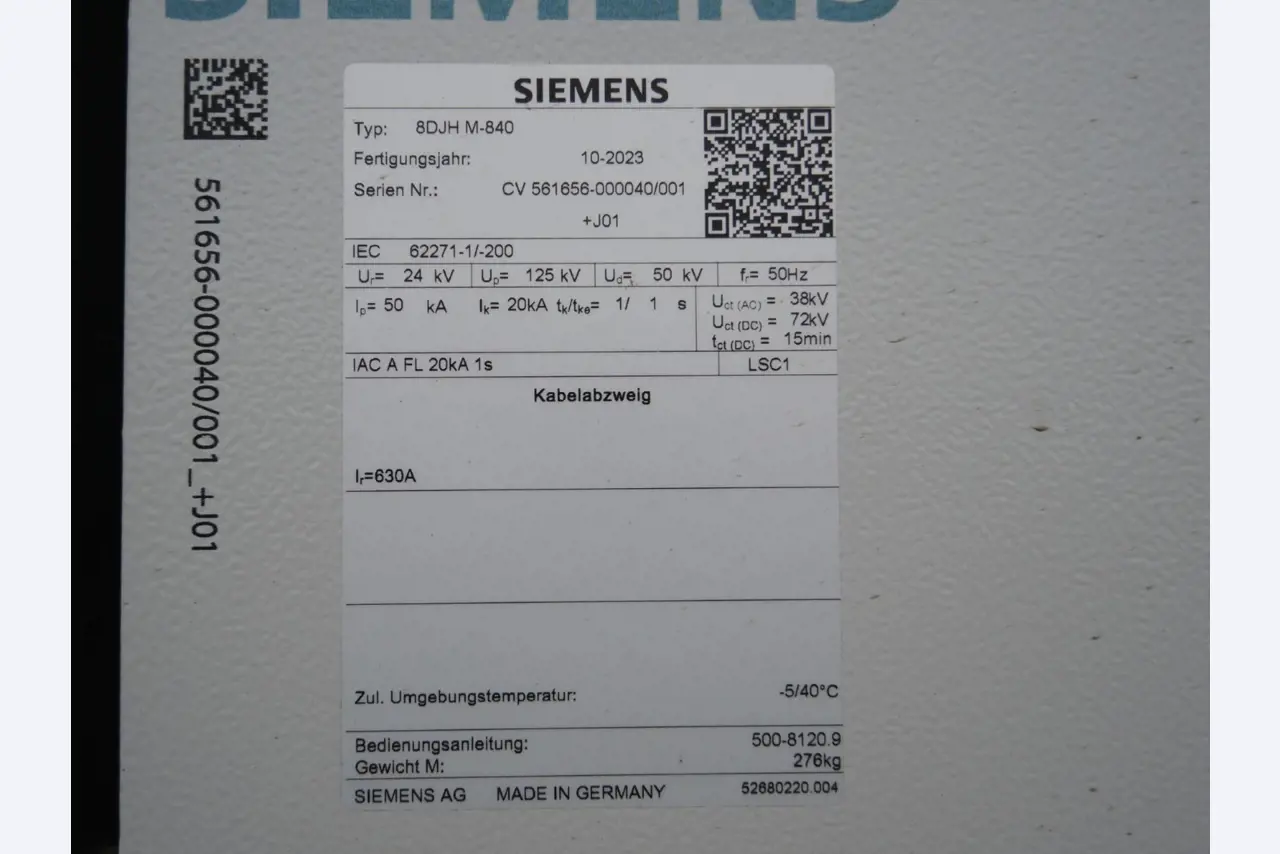 SIEMENS
561656-000040/001_+J01
SIEMENS
Typ: 8DJH M-840
Fertigungsjahr: 10-2023
Serien Nr.: CV 561656-000040/001
+J01
IEC 62271-1/-200
Ur= 24 kV Up= 125 kV Ud= 50 kV fr= 50Hz
Ip= 50 kA Ik= 20kA tk/tke= 1/ 1 s
Uct (AC) = 38kV
Uct (DC) = 72kV
tct (DC) = 15min
IAC A FL 20kA 1s LSC1
Kabelabzweig
Ir=630A
Zul. Umgebungstemperatur: -5/40°C
Bedienungsanleitung: 500-8120.9
Gewicht M: 276kg
SIEMENS AG MADE IN GERMANY 52680220.004